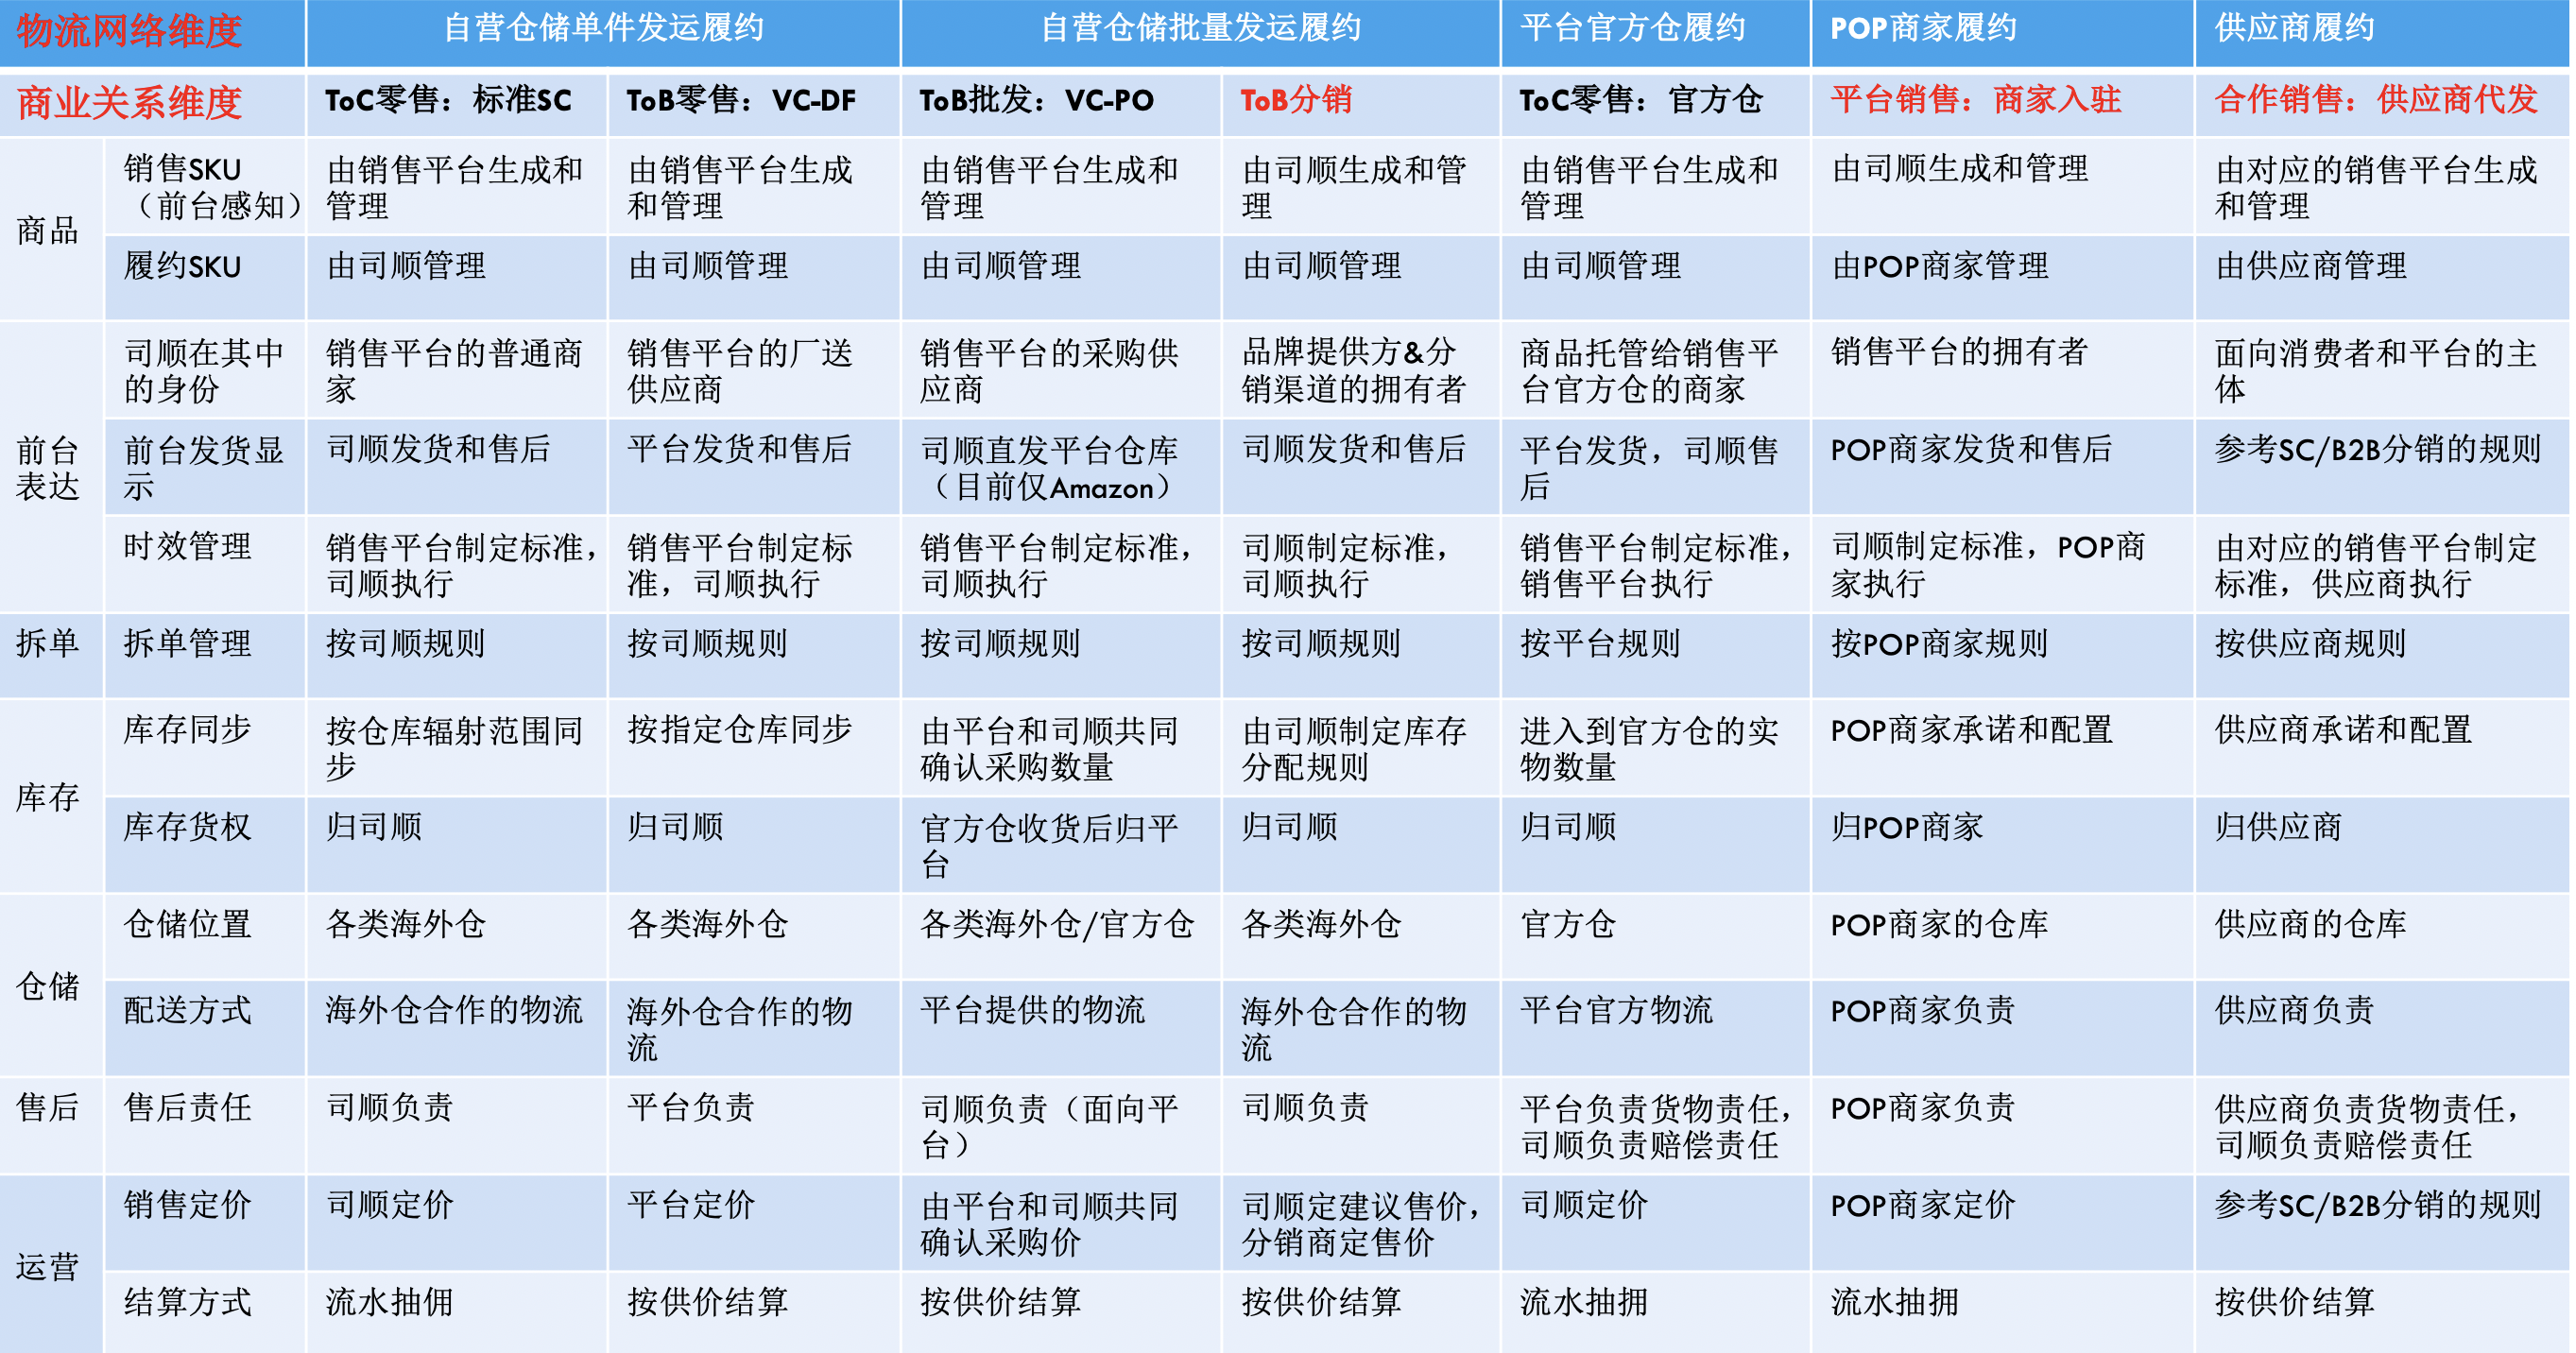 物流网络维度 自营仓储单件发运履约 自营仓储批量发运履约 平台官方仓履约 POP商家履约 供应商履约
商业关系维度 ToC零售：标准SC ToB零售：VC-DF ToB批发：VC-PO ToB分销 ToC零售：官方仓 平台销售：商家入驻 合作销售：供应商代发
商品
销售SKU
（前台感知）
由销售平台生成和
管理
由销售平台生成
和管理
由销售平台生成和
管理
由司顺生成和管
理
由销售平台生成和
管理
由司顺生成和管理
由对应的销售平台生成
和管理
履约SKU 由司顺管理 由司顺管理 由司顺管理 由司顺管理 由司顺管理 由POP商家管理 由供应商管理
前台
表达
司顺在其中
的身份
销售平台的普通商
家
销售平台的厂送
供应商
销售平台的采购供
应商
品牌提供方&分
销渠道的拥有者
商品托管给销售平
台官方仓的商家
销售平台的拥有者
面向消费者和平台的主
体
前台发货显
示
司顺发货和售后
平台发货和售后
司顺直发平台仓库
（目前仅Amazon）
司顺发货和售后
平台发货，司顺售
后
POP商家发货和售后
参考SC/B2B分销的规则
时效管理
销售平台制定标准，
司顺执行
销售平台制定标
准，司顺执行
销售平台制定标准，
司顺执行
司顺制定标准，
司顺执行
销售平台制定标准，
销售平台执行
司顺制定标准，POP商
家执行
由对应的销售平台制定
标准，供应商执行
拆单 拆单管理 按司顺规则 按司顺规则 按司顺规则 按司顺规则 按平台规则 按POP商家规则 按供应商规则
库存
库存同步
按仓库辐射范围同
步
按指定仓库同步
由平台和司顺共同
确认采购数量
由司顺制定库存
分配规则
进入到官方仓的实
物数量
POP商家承诺和配置
供应商承诺和配置
库存货权
归司顺
归司顺
官方仓收货后归平
台
归司顺
归司顺
归POP商家
归供应商
仓储
仓储位置 各类海外仓 各类海外仓 各类海外仓/官方仓 各类海外仓 官方仓 POP商家的仓库 供应商的仓库
配送方式
海外仓合作的物流
海外仓合作的物
流
平台提供的物流
海外仓合作的物
流
平台官方物流
POP商家负责
供应商负责
售后
售后责任
司顺负责
平台负责
司顺负责（面向平
台）
司顺负责
平台负责货物责任，
司顺负责赔偿责任
POP商家负责
供应商负责货物责任，
司顺负责赔偿责任
运营
销售定价
司顺定价
平台定价
由平台和司顺共同
确认采购价
司顺定建议售价，
分销商定售价
司顺定价
POP商家定价
参考SC/B2B分销的规则
结算方式 流水抽佣 按供价结算 按供价结算 按供价结算 流水抽拥 流水抽拥 按供价结算